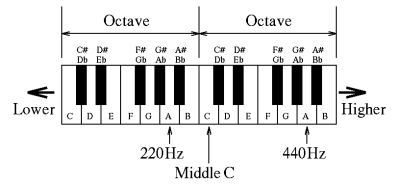 Octave Octave
C# D# F# G# A# C# D# F# G# A#
Db Eb Gb Ab Bb Db Eb Gb Ab Bb
Lower Higher
C D E F G A B C D E F G A B
220Hz 440Hz
Middle C